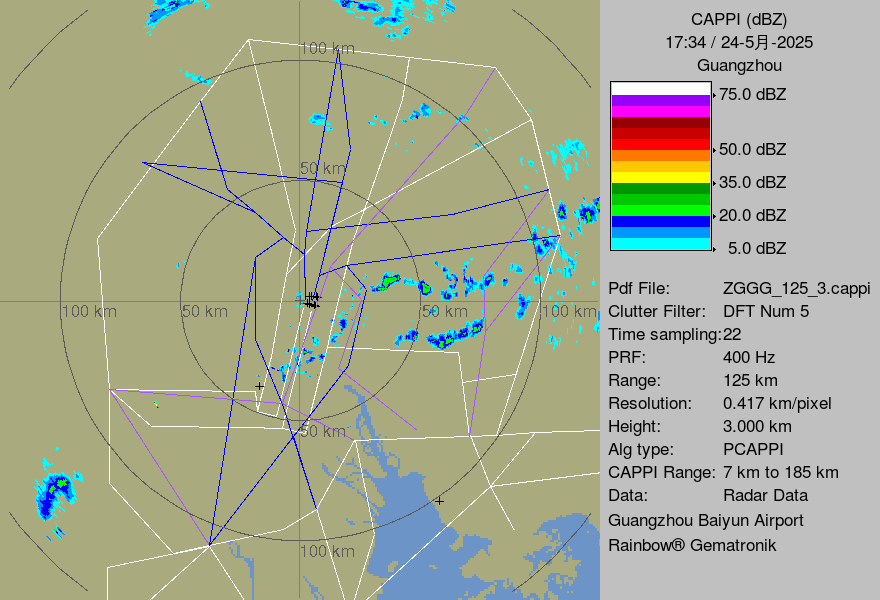 CAPPI (dBZ)
17:34 / 24-5月-2025
Guangzhou
75.0 dBZ
50.0 dBZ
35.0 dBZ
20.0 dBZ
5.0 dBZ
Pdf File: ZGGG_125_3.cappi
Clutter Filter: DFT Num 5
Time sampling:22
PRF: 400 Hz
Range: 125 km
Resolution: 0.417 km/pixel
Height: 3.000 km
Alg type: PCAPPI
CAPPI Range: 7 km to 185 km
Data: Radar Data
Guangzhou Baiyun Airport
Rainbow® Gematronik
100 km
50 km
100 km
50 km
50 km
100 km
50 km
100 km